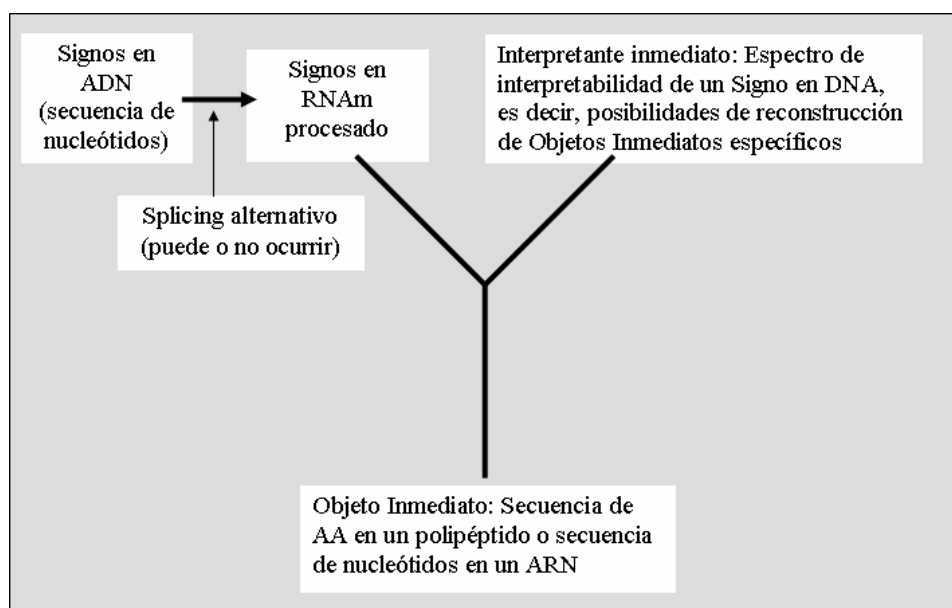 Signos en
ADN
(secuencia de
nucleótidos)
Signos en
RNAm
procesado
Interpretante inmediato: Espectro de
interpretabilidad de un Signo en DNA,
es decir, posibilidades de reconstrucción
de Objetos Inmediatos específicos
Splicing alternativo
(puede o no ocurrir)
Objeto Inmediato: Secuencia de
AA en un polipéptido o secuencia
de nucleótidos en un ARN